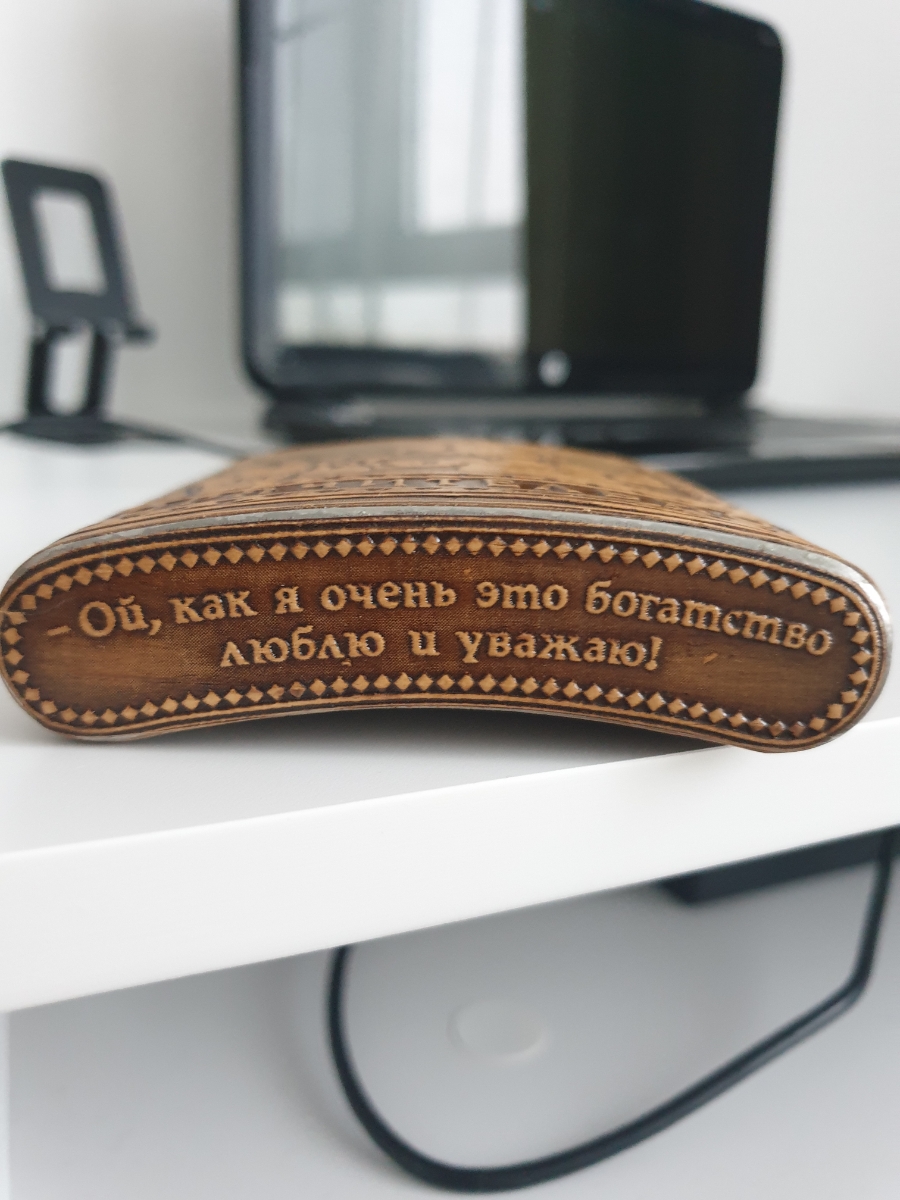 – Ой, как я очень это богатство
люблю и уважаю!